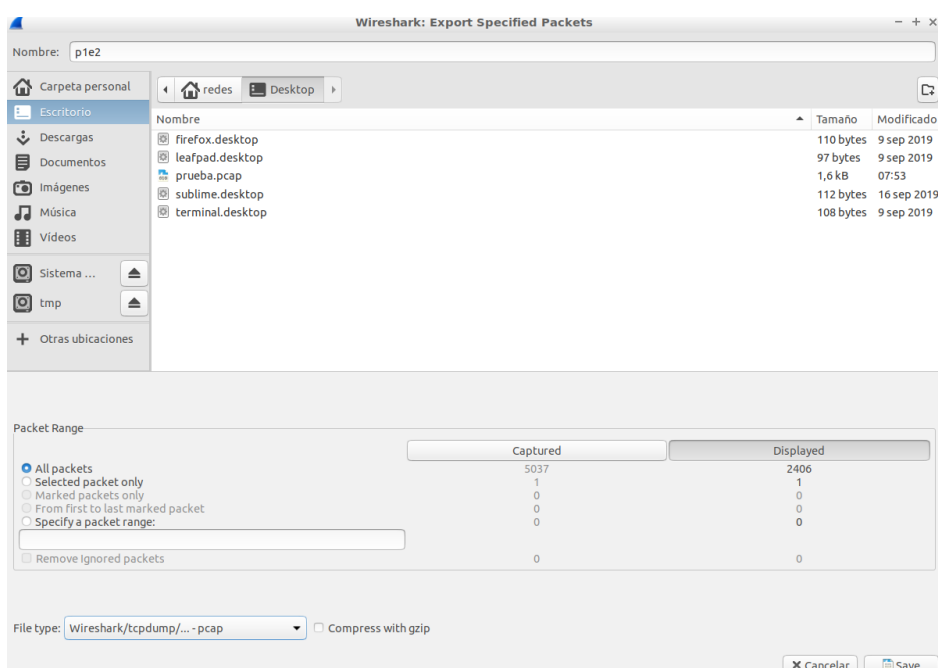 Wireshark: Export Specified Packets
Nombre: p1e2
Carpeta personal
Escritorio
Descargas
Documentos
Imágenes
Música
Vídeos
Sistema ...
tmp
Otras ubicaciones
redes Desktop
Nombre Tamaño Modificado
firefox.desktop 110 bytes 9 sep 2019
leafpad.desktop 97 bytes 9 sep 2019
prueba.pcap 1,6 kB 07:53
sublime.desktop 112 bytes 16 sep 2019
terminal.desktop 108 bytes 9 sep 2019
Packet Range
Captured Displayed
All packets 5037 2406
Selected packet only 1 1
Marked packets only 0 0
From first to last marked packet 0 0
Specify a packet range: 0 0
Remove Ignored packets 0 0
File type: Wireshark/tcpdump/... - pcap Compress with gzip
Cancelar Save